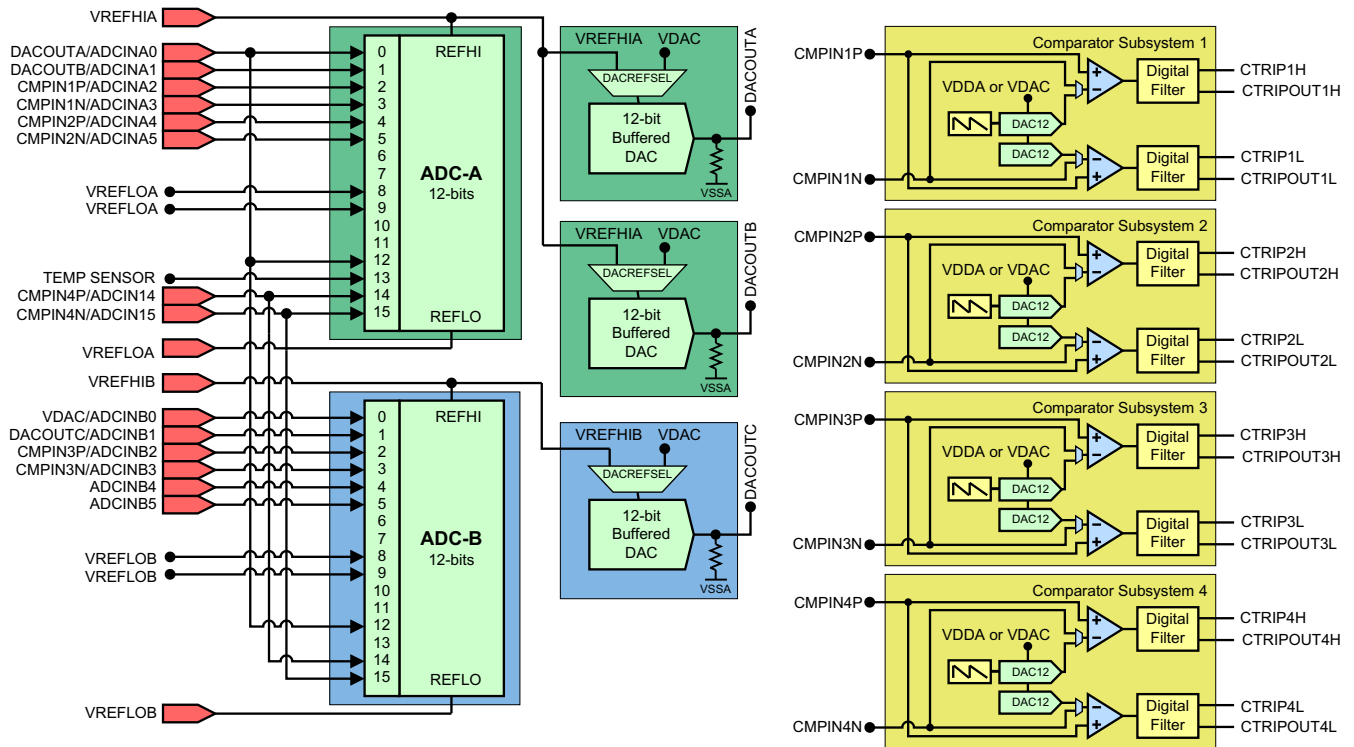 VREFHIA
DACOUTA/ADCINA0
DACOUTB/ADCINA1
CMPIN1P/ADCINA2
CMPIN1N/ADCINA3
CMPIN2P/ADCINA4
CMPIN2N/ADCINA5
VREFLOA
VREFLOA
TEMP SENSOR
CMPIN4P/ADCIN14
CMPIN4N/ADCIN15
VREFLOA
REFHI
0
1
2
3
4
5
6
7
8
9
10
11
12
13
14
15
ADC-A
12-bits
REFLO
VREFHIB
VDAC/ADCINB0
DACOUTC/ADCINB1
CMPIN3P/ADCINB2
CMPIN3N/ADCINB3
ADCINB4
ADCINB5
VREFLOB
VREFLOB
VREFLOB
REFHI
0
1
2
3
4
5
6
7
8
9
10
11
12
13
14
15
ADC-B
12-bits
REFLO
VREFHIA
VDAC
DACREFSEL
12-bit
Buffered
DAC
VSSA
DACOUTA
VREFHIA
VDAC
DACREFSEL
12-bit
Buffered
DAC
VSSA
DACOUTB
VREFHIB
VDAC
DACREFSEL
12-bit
Buffered
DAC
VSSA
DACOUTC
Comparator Subsystem 1
CMPIN1P
CMPIN1N
VDDA or VDAC
DAC12
DAC12
+
−
−
+
Digital
Filter
Digital
Filter
CTRIP1H
CTRIPOUT1H
CTRIP1L
CTRIPOUT1L
Comparator Subsystem 2
CMPIN2P
CMPIN2N
VDDA or VDAC
DAC12
DAC12
+
−
−
+
Digital
Filter
Digital
Filter
CTRIP2H
CTRIPOUT2H
CTRIP2L
CTRIPOUT2L
Comparator Subsystem 3
CMPIN3P
CMPIN3N
VDDA or VDAC
DAC12
DAC12
+
−
−
+
Digital
Filter
Digital
Filter
CTRIP3H
CTRIPOUT3H
CTRIP3L
CTRIPOUT3L
Comparator Subsystem 4
CMPIN4P
CMPIN4N
VDDA or VDAC
DAC12
DAC12
+
−
−
+
Digital
Filter
Digital
Filter
CTRIP4H
CTRIPOUT4H
CTRIP4L
CTRIPOUT4L